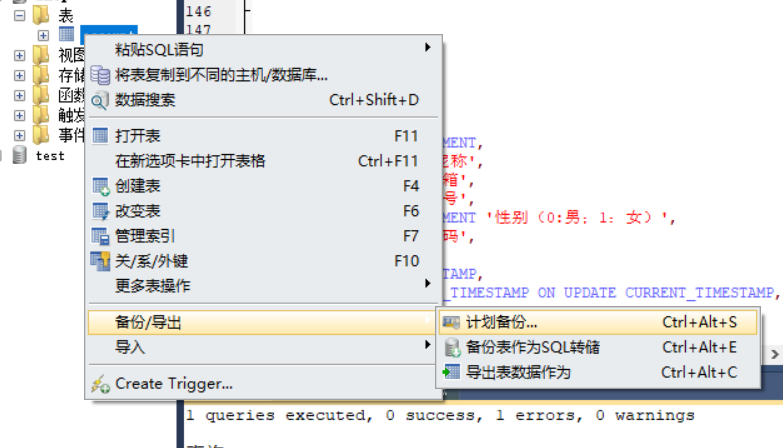 146
表
147
视图
粘贴SQL语句
将表复制到不同的主机/数据库...
数据搜索 Ctrl+Shift+D
打开表 F11
在新选项卡中打开表格 Ctrl+F11
创建表 F4
改变表 F6
管理索引 F7
关/系/外键 F10
更多表操作
备份/导出
导入
Create Trigger...
存储
函数
触发
事件
test
MENT,
昵称',
箱',
号',
MENT '性别（0:男；1：女）',
码',
TAMP,
_TIMESTAMP ON UPDATE CURRENT_TIMESTAMP,
计划备份... Ctrl+Alt+S
备份表作为SQL转储 Ctrl+Alt+E
导出表数据作为 Ctrl+Alt+C
1 queries executed, 0 success, 1 errors, 0 warnings